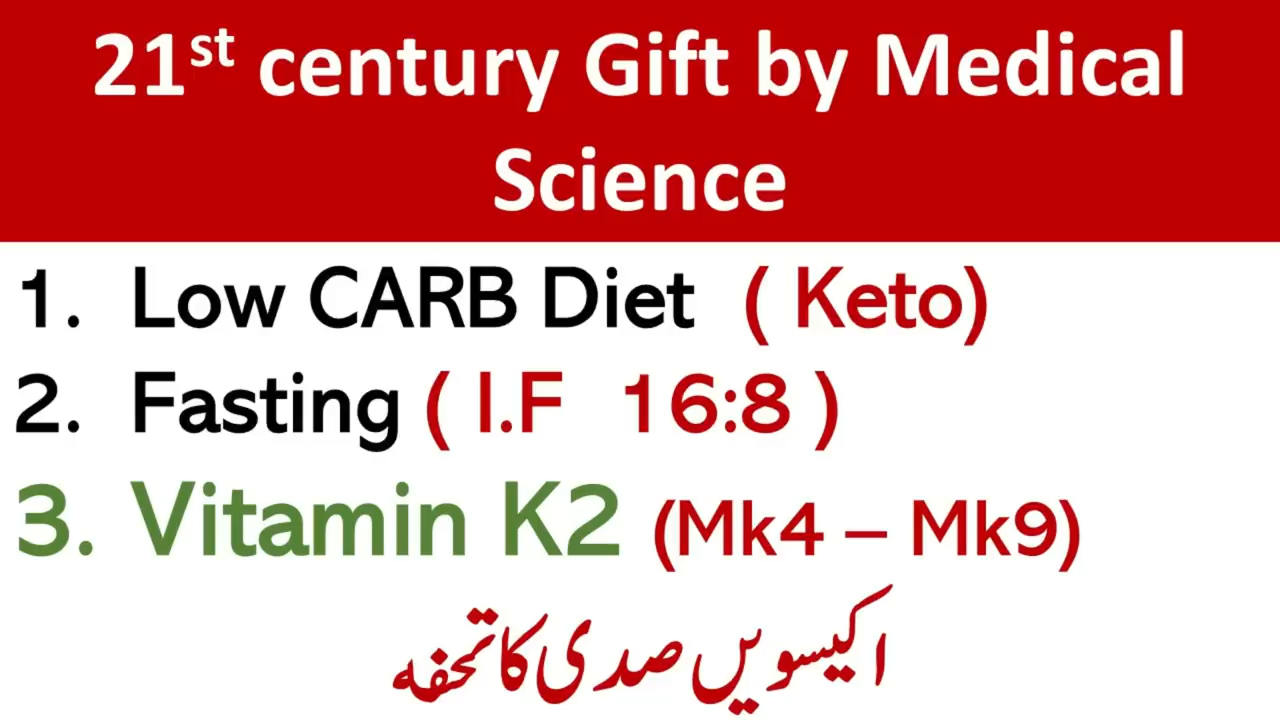 21st century Gift by Medical
Science
1. Low CARB Diet ( Keto)
2. Fasting ( I.F 16:8 )
3. Vitamin K2 (Mk4 – Mk9)
اکیسویں صدی کا تحفہ